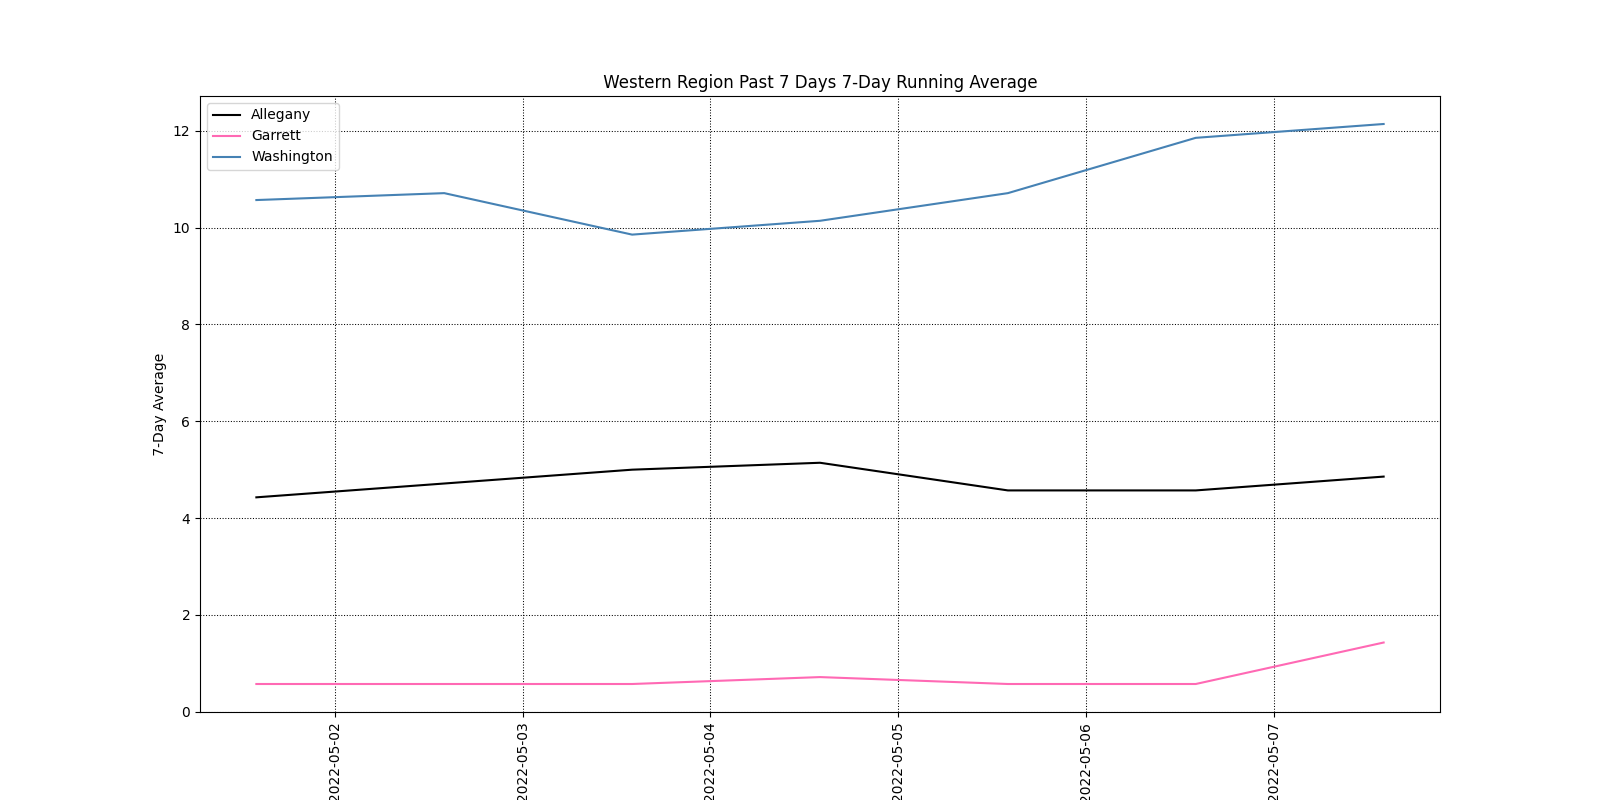 Western Region Past 7 Days 7-Day Running Average
Allegany
Garrett
Washington
7-Day Average
12
10
8
6
4
2
0
2022-05-02
2022-05-03
2022-05-04
2022-05-05
2022-05-06
2022-05-07